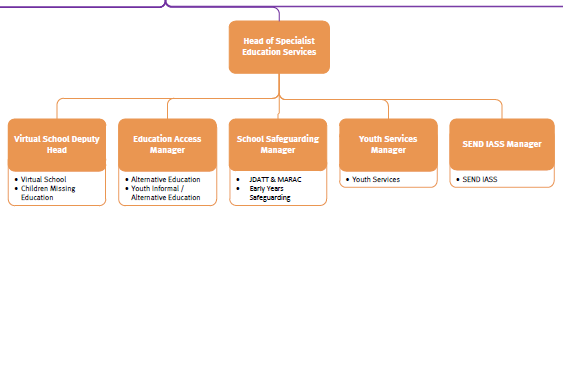 Head of Specialist
Education Services
Virtual School Deputy
Head
• Virtual School
• Children Missing
Education
Education Access
Manager
• Alternative Education
• Youth Informal /
Alternative Education
School Safeguarding
Manager
• JDATT & MARAC
• Early Years
Safeguarding
Youth Services
Manager
• Youth Services
SEND IASS Manager
• SEND IASS